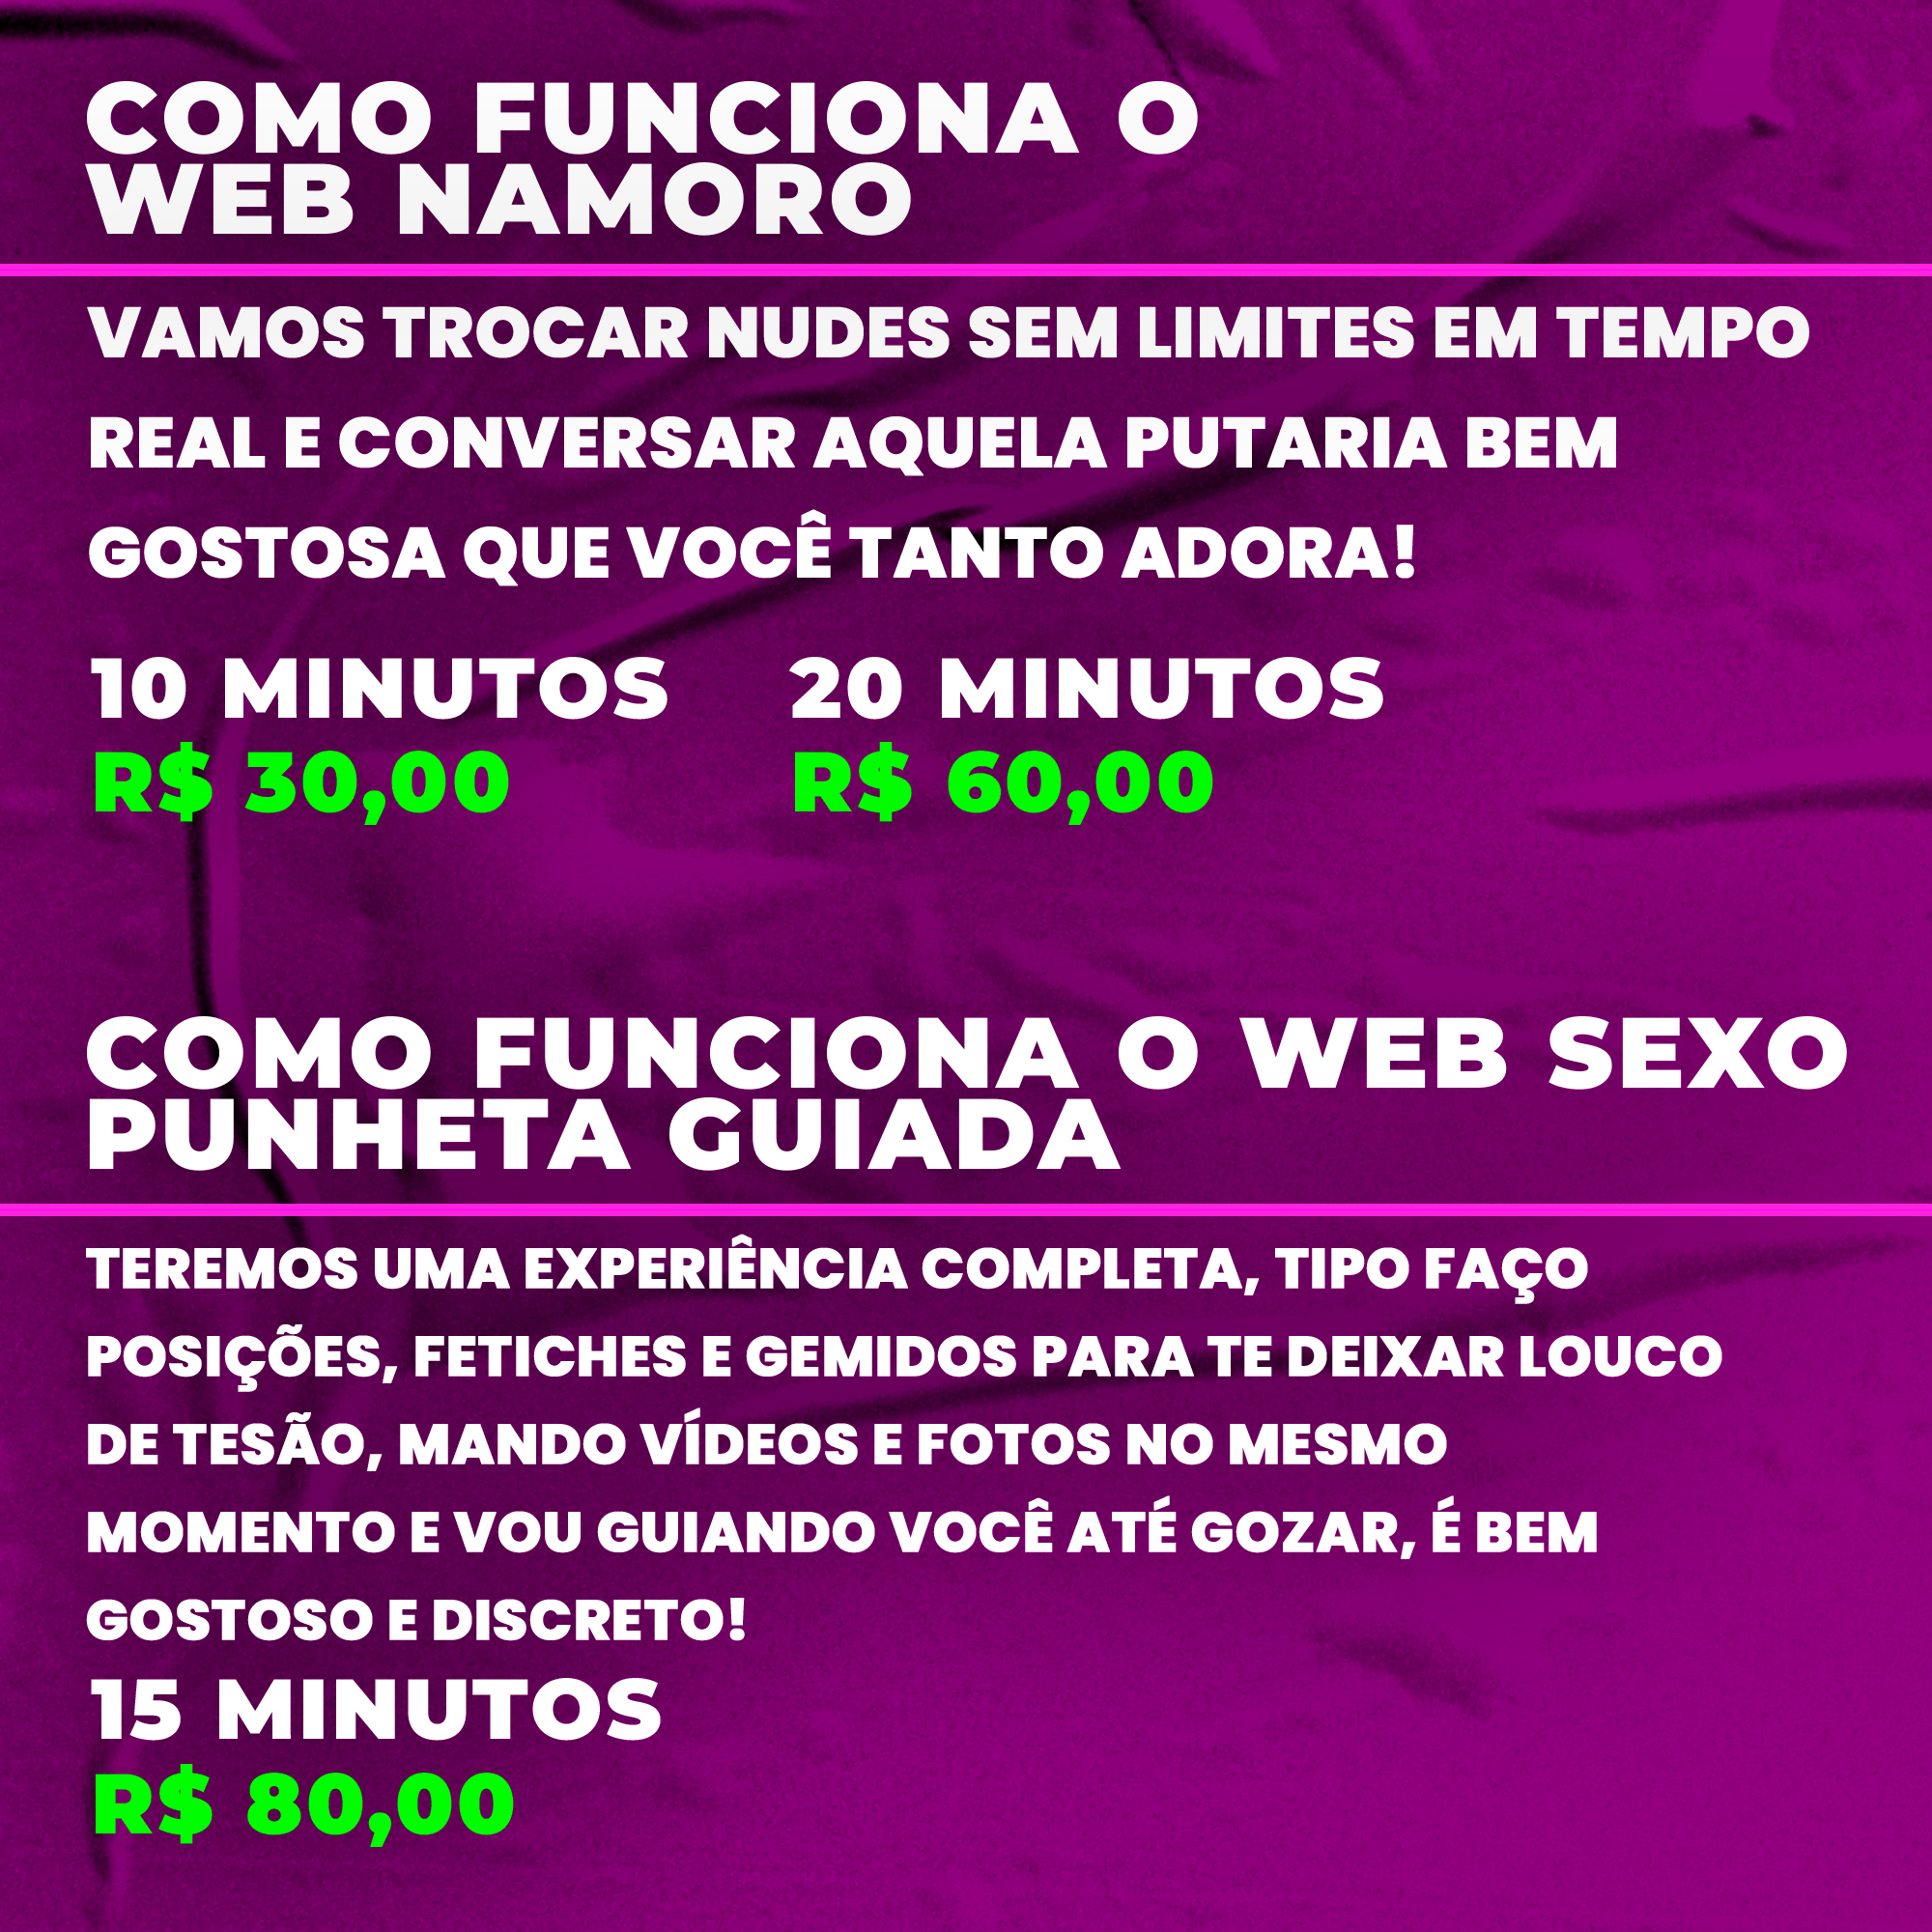 COMO FUNCIONA O
WEB NAMORO
VAMOS TROCAR NUDES SEM LIMITES EM TEMPO
REAL E CONVERSAR AQUELA PUTARIA BEM
GOSTOSA QUE VOCÊ TANTO ADORA!
10 MINUTOS 20 MINUTOS
R$ 30,00 R$ 60,00
COMO FUNCIONA O WEB SEXO
PUNHETA GUIADA
TEREMOS UMA EXPERIÊNCIA COMPLETA, TIPO FAÇO
POSIÇÕES, FETICHES E GEMIDOS PARA TE DEIXAR LOUCO
DE TESÃO, MANDO VÍDEOS E FOTOS NO MESMO
MOMENTO E VOU GUIANDO VOCÊ ATÉ GOZAR, É BEM
GOSTOSO E DISCRETO!
15 MINUTOS
R$ 80,00